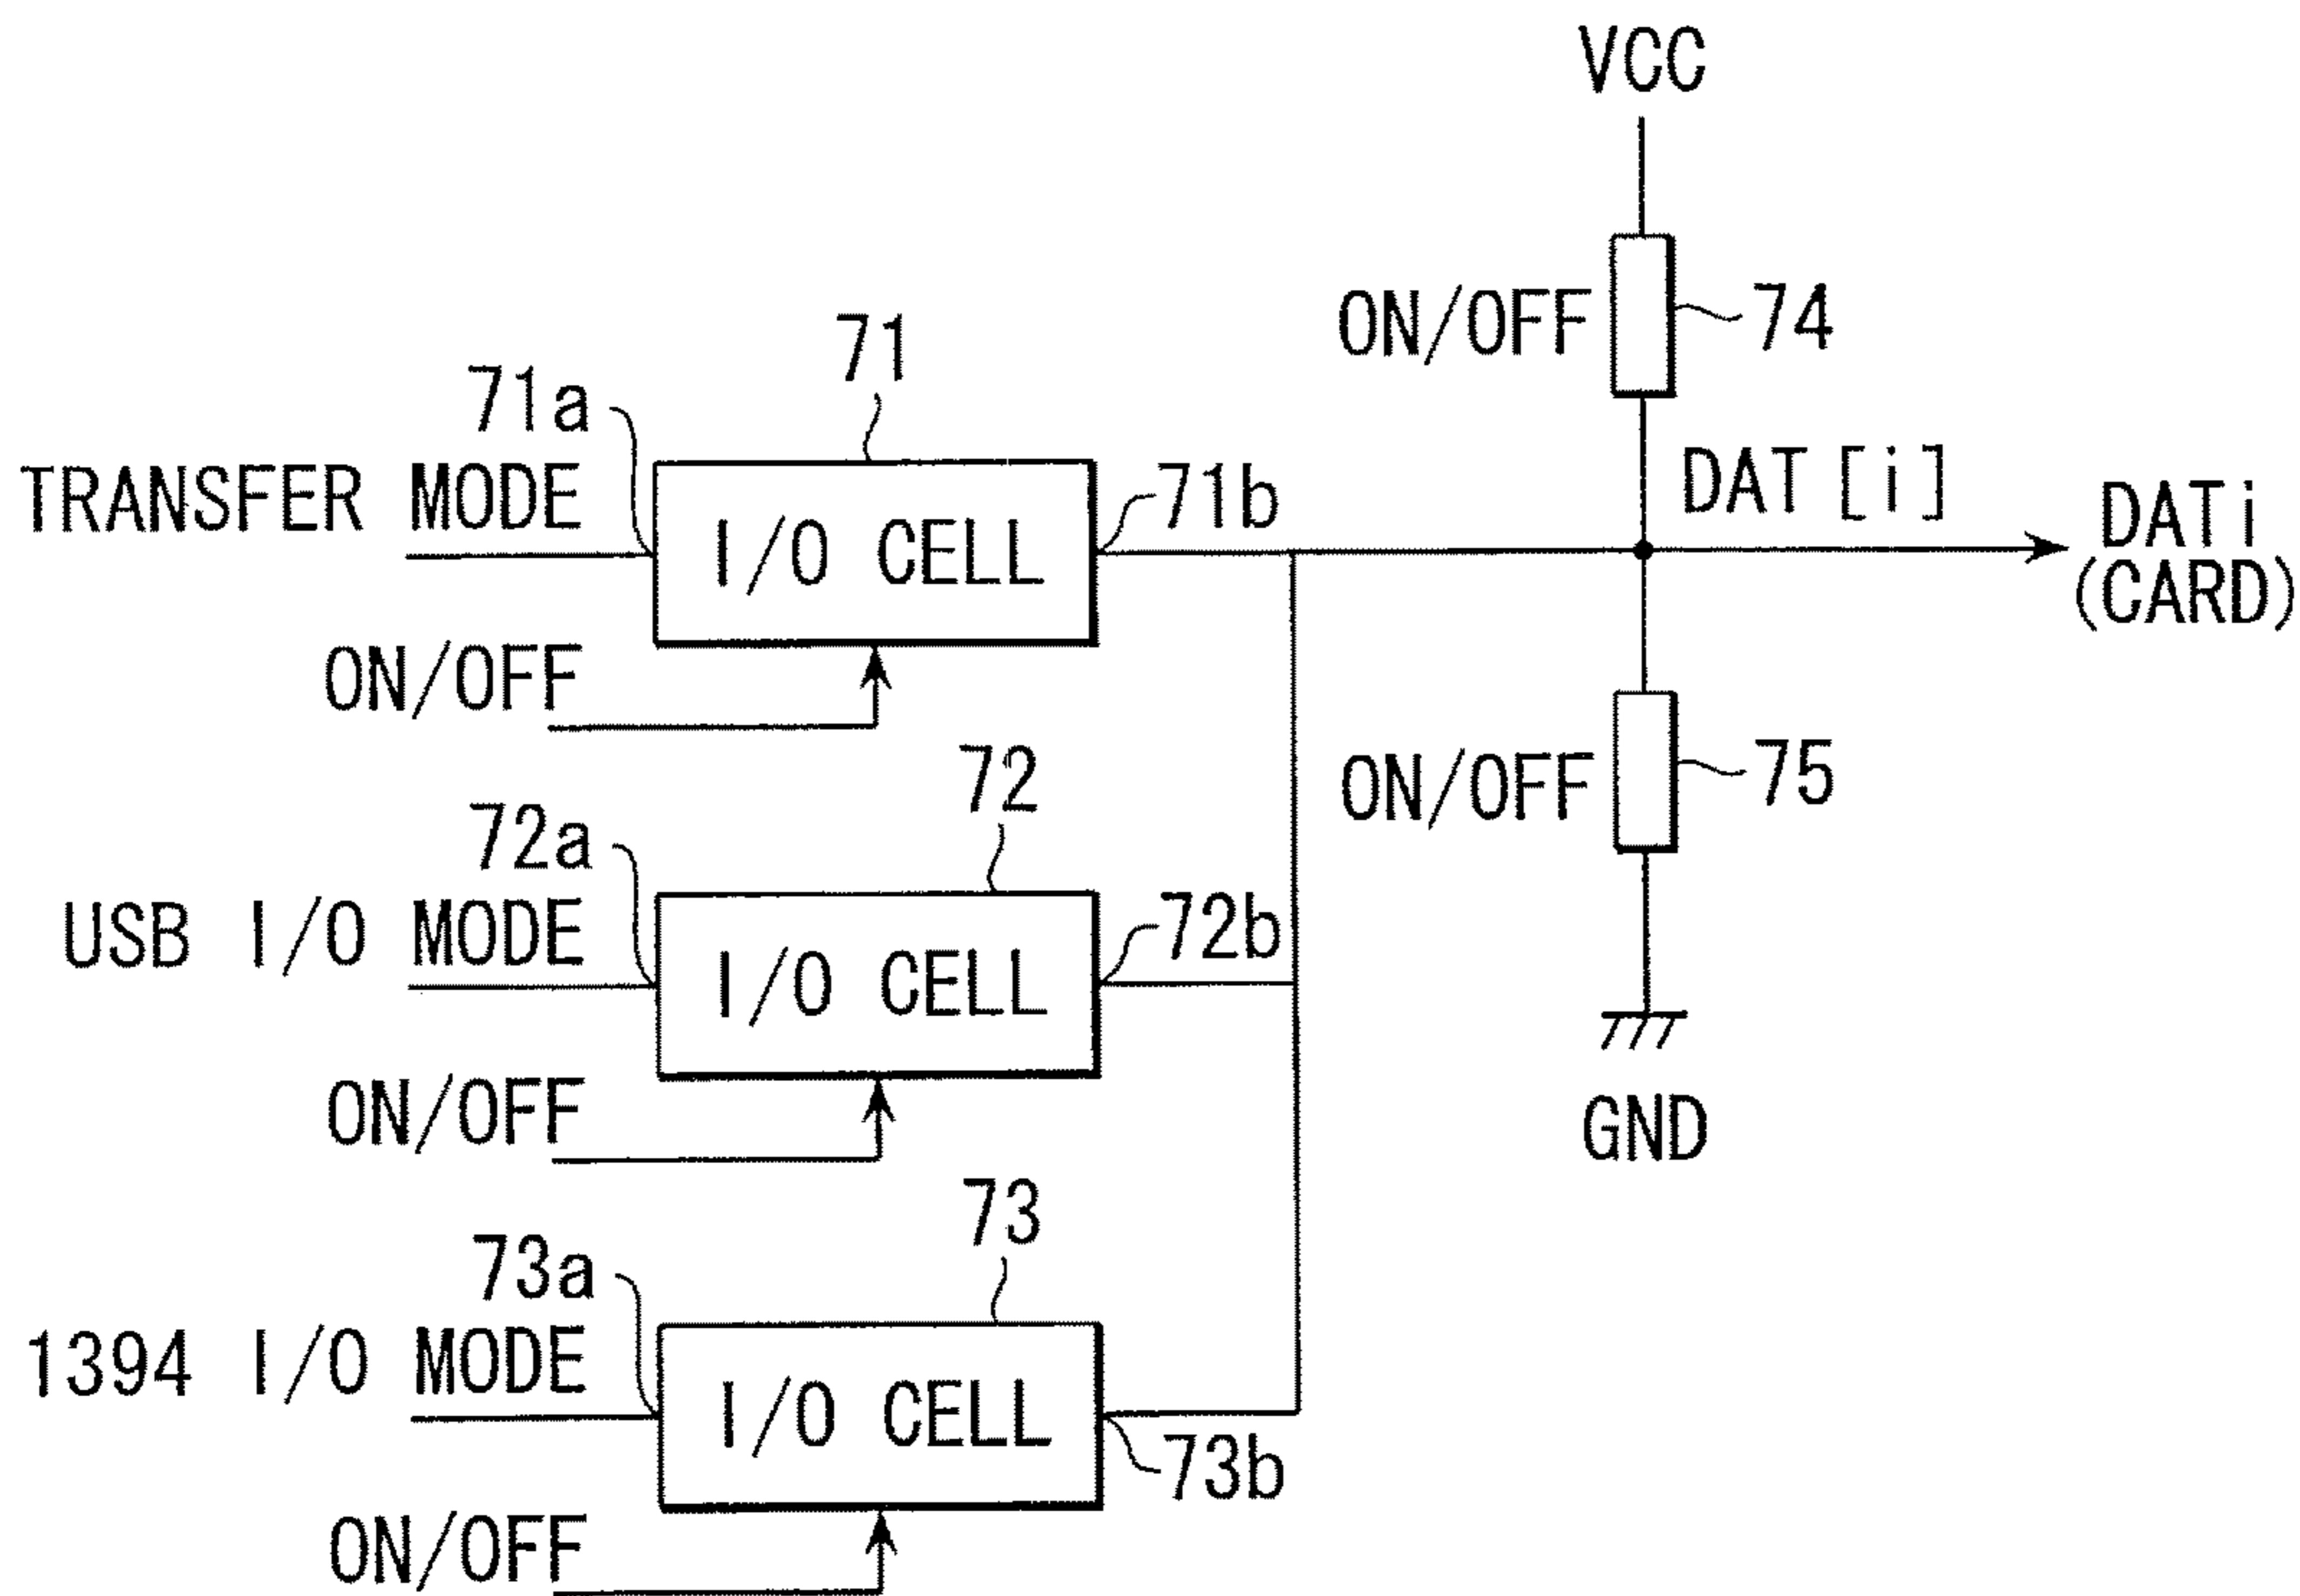 VCC
ON/OFF 74
71
71a
TRANSFER MODE
I/O CELL
71b
DAT [i]
DATi
(CARD)
ON/OFF
72
ON/OFF 75
72a
USB I/O MODE
I/O CELL
72b
ON/OFF
GND
73
73a
1394 I/O MODE
I/O CELL
73b
ON/OFF